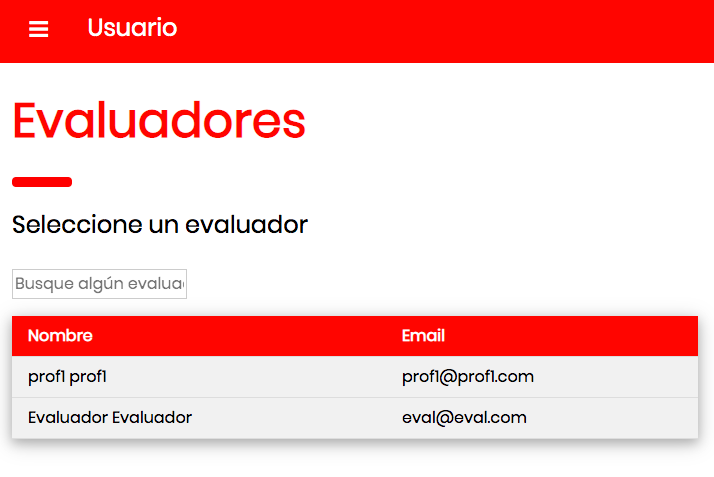 Usuario
Evaluadores
Seleccione un evaluador
Busque algún evalua
Nombre Email
prof1 prof1 prof1@prof1.com
Evaluador Evaluador eval@eval.com